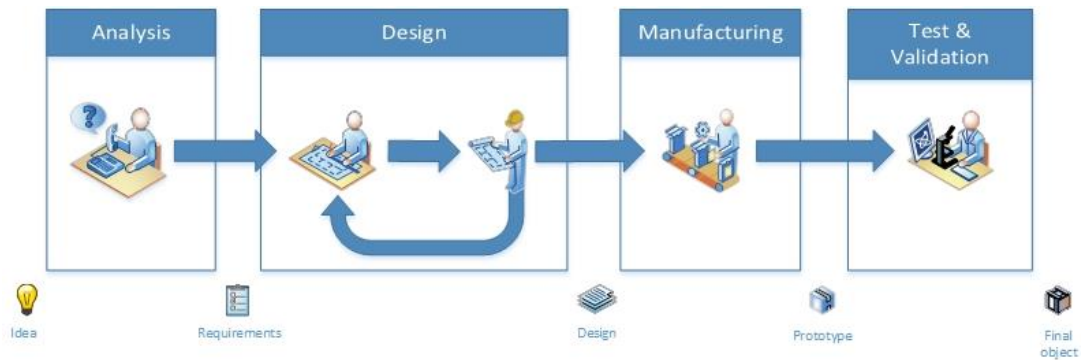 Analysis
Design
Manufacturing
Test &
Validation
?
Idea
Requirements
Design
Prototype
Final
object